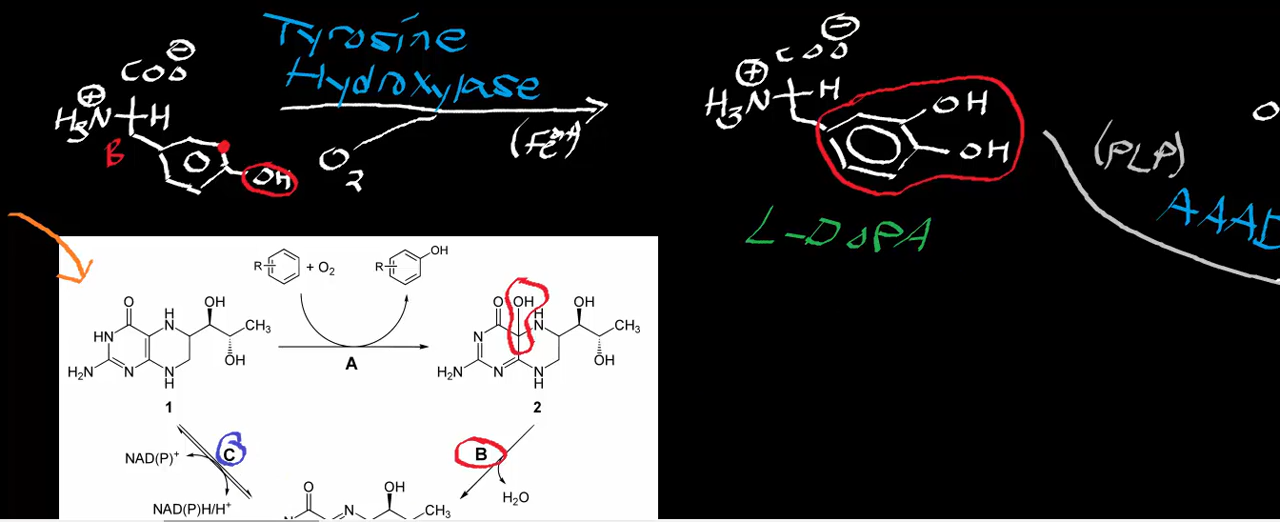 Tyrosine
Hydroxylase
COO⊖
H₃N⊕ H
B
OH
O₂
(Fe²⁺)
COO⊖
H₃N⊕ H
OH
OH
L-DOPA
(PLP)
AAAD
O
R + O₂
R OH
O H N OH
HN CH₃
H₂N N N H OH
1
A
O OH H N OH
N CH₃
H₂N N N H OH
2
C
NAD(P)⁺
NAD(P)H/H⁺
B
H₂O
O OH
N CH₃